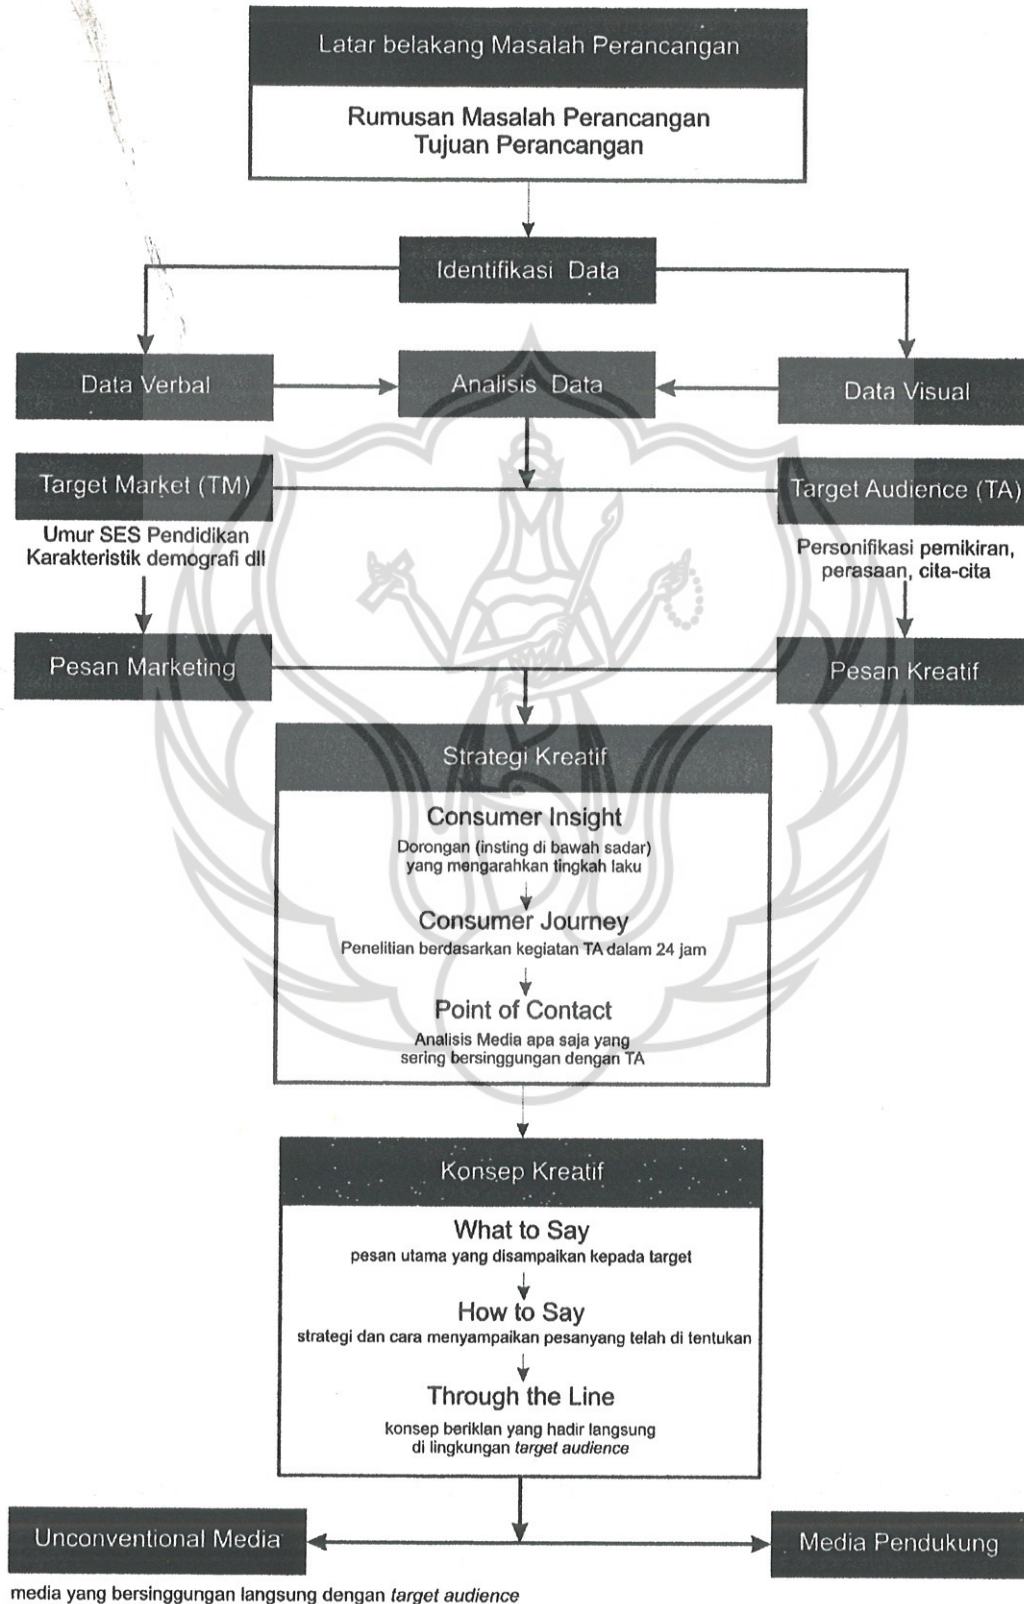 Latar belakang Masalah Perancangan
Rumusan Masalah Perancangan
Tujuan Perancangan
Identifikasi Data
Data Verbal
Analisis Data
Data Visual
Target Market (TM)
Target Audience (TA)
Umur SES Pendidikan
Karakteristik demografi dll
Personifikasi pemikiran,
perasaan, cita-cita
Pesan Marketing
Pesan Kreatif
Strategi Kreatif
Consumer Insight
Dorongan (insting di bawah sadar)
yang mengarahkan tingkah laku
Consumer Journey
Penelitian berdasarkan kegiatan TA dalam 24 jam
Point of Contact
Analisis Media apa saja yang
sering bersinggungan dengan TA
Konsep Kreatif
What to Say
pesan utama yang disampaikan kepada target
How to Say
strategi dan cara menyampaikan pesanyang telah di tentukan
Through the Line
konsep beriklan yang hadir langsung
di lingkungan target audience
Unconventional Media
Media Pendukung
media yang bersinggungan langsung dengan target audience